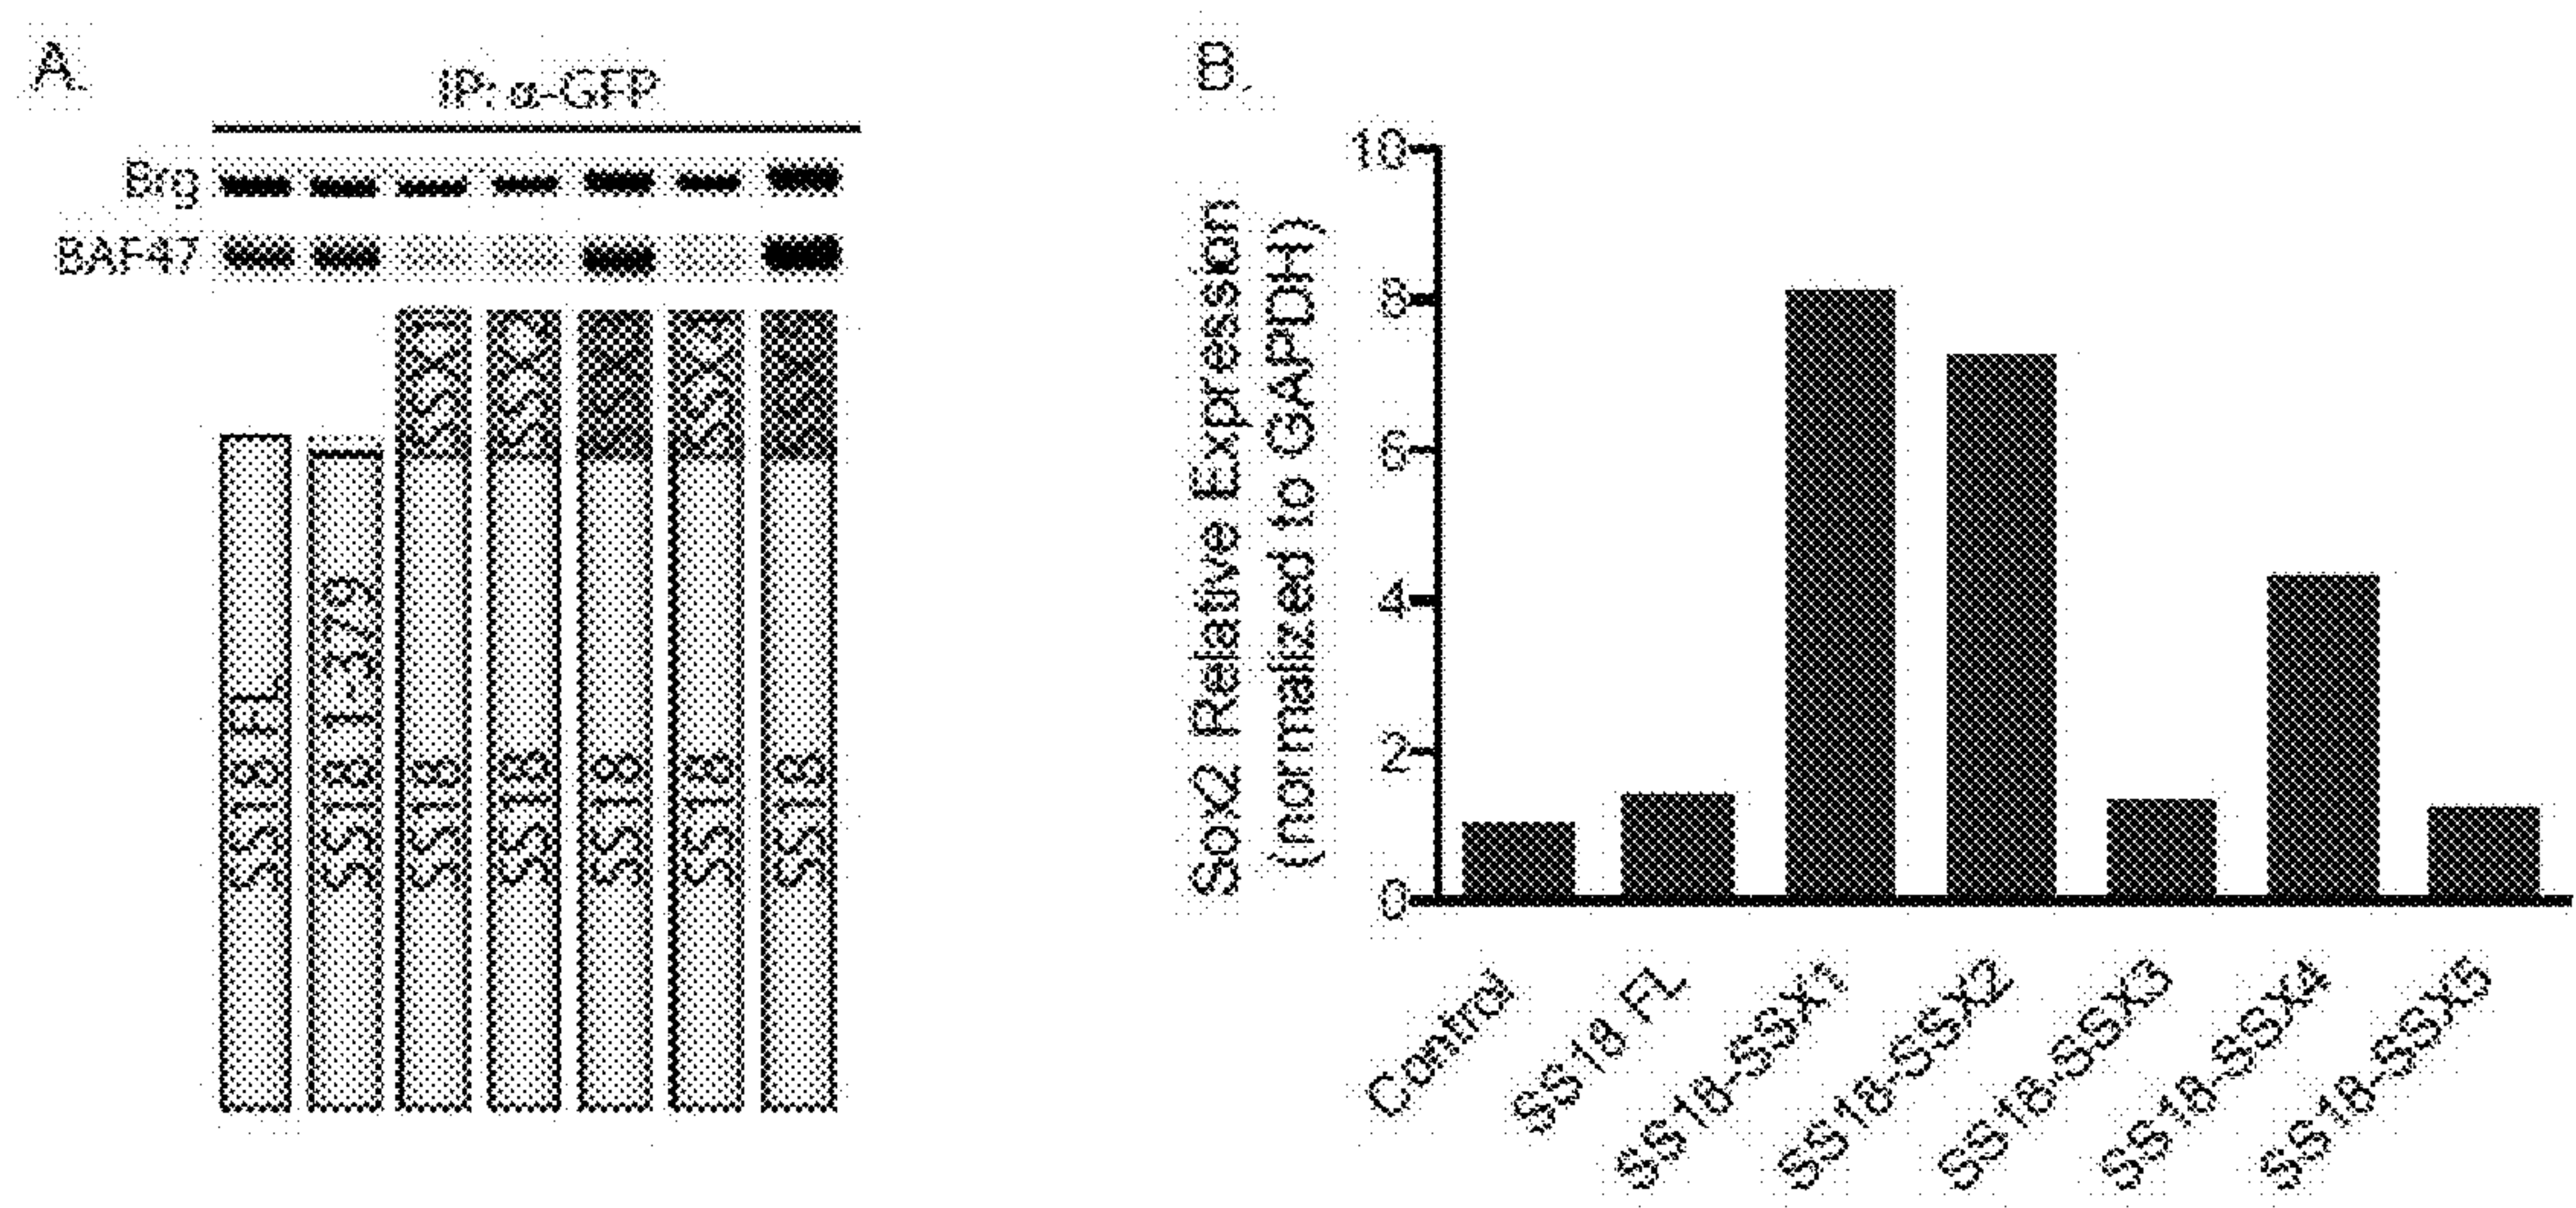 A.
IP: α-GFP
Brg
BAF47
SS18 FL
SS18 1-379
SS18 SSX1
SS18 SSX2
SS18
SS18 SSX4
SS18
B.
Sox2 Relative Expression
(normalized to GAPDH)
10
8
6
4
2
0
Control
SS18 FL
SS18-SSX1
SS18-SSX2
SS18-SSX3
SS18-SSX4
SS18-SSX5